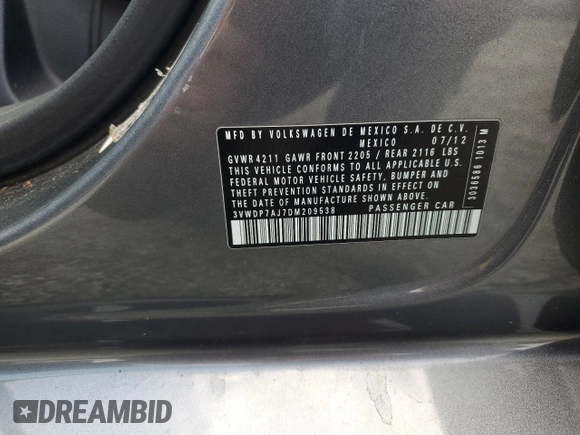 MFD BY VOLKSWAGEN DE MEXICO S.A. DE C.V.
MEXICO 07/12
GVWR 4211 GAWR FRONT 2205 / REAR 2116 LBS
THIS VEHICLE CONFORMS TO ALL APPLICABLE U.S.
FEDERAL MOTOR VEHICLE SAFETY, BUMPER AND
THEFT PREVENTION STANDARDS IN EFFECT ON
THE DATE OF MANUFACTURE SHOWN ABOVE.
3VWDP7AJ7DM209538 PASSENGER CAR
3036586 1013 M
DREAMBID